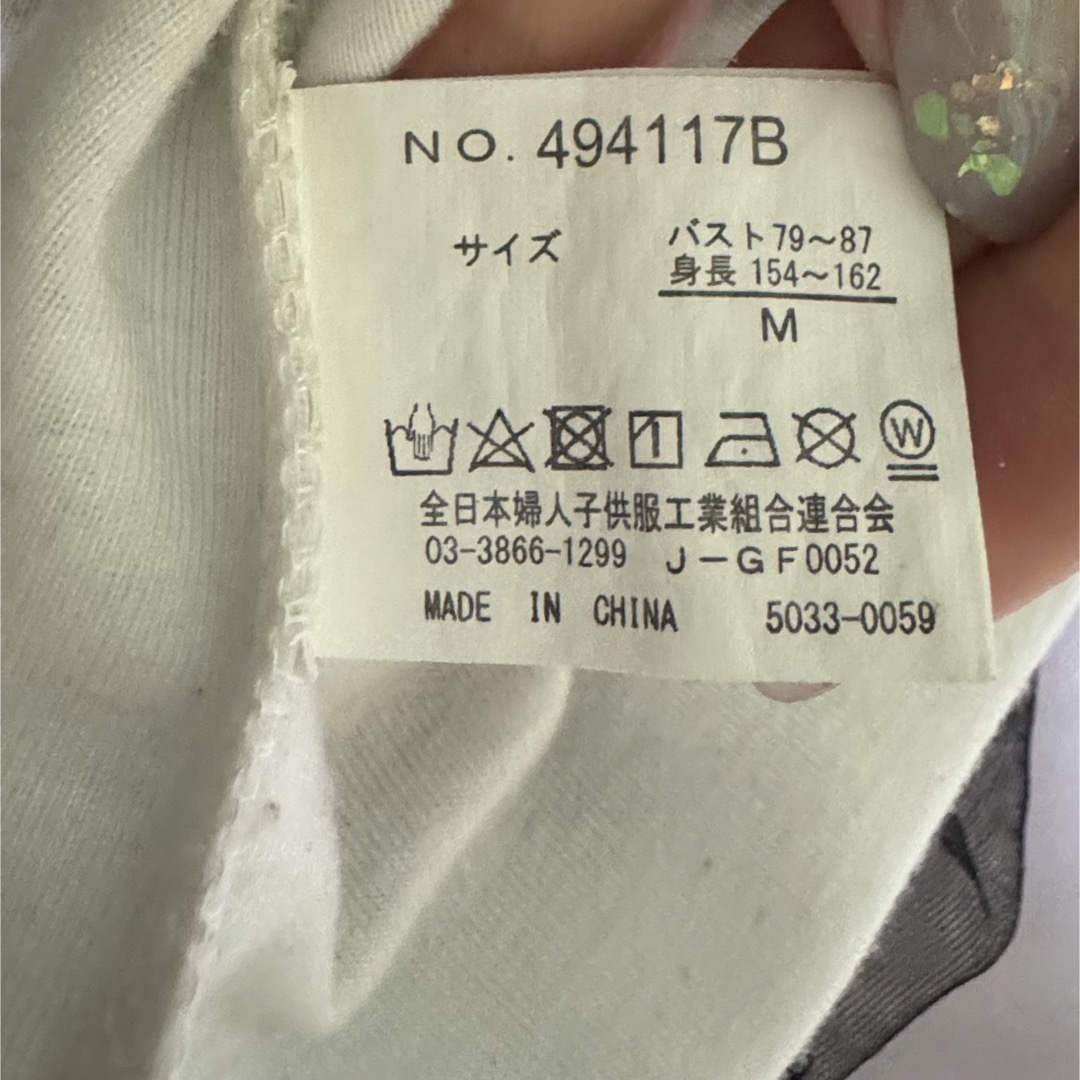 NO. 494117B
サイズ
バスト79〜87
身長 154〜162
M
W
全日本婦人子供服工業組合連合会
03-3866-1299 J-GF0052
MADE IN CHINA 5033-0059